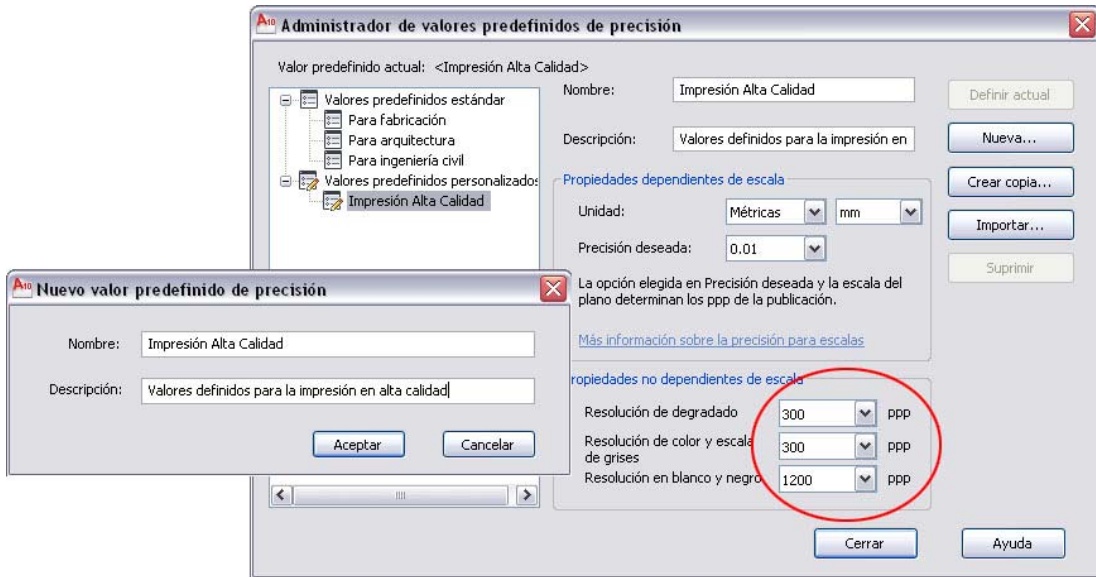 Administrador de valores predefinidos de precisión
Valor predefinido actual: <Impresión Alta Calidad>
Valores predefinidos estándar
Para fabricación
Para arquitectura
Para ingeniería civil
Valores predefinidos personalizados
Impresión Alta Calidad
Nombre: Impresión Alta Calidad
Descripción: Valores definidos para la impresión en
Propiedades dependientes de escala
Unidad: Métricas mm
Precisión deseada: 0.01
La opción elegida en Precisión deseada y la escala del
plano determinan los ppp de la publicación.
Más información sobre la precisión para escalas
ropiedades no dependientes de escala
Resolución de degradado 300 ppp
Resolución de color y escala
de grises 300 ppp
Resolución en blanco y negro 1200 ppp
Definir actual
Nueva...
Crear copia...
Importar...
Suprimir
Cerrar
Ayuda
Nuevo valor predefinido de precisión
Nombre: Impresión Alta Calidad
Descripción: Valores definidos para la impresión en alta calidad
Aceptar
Cancelar